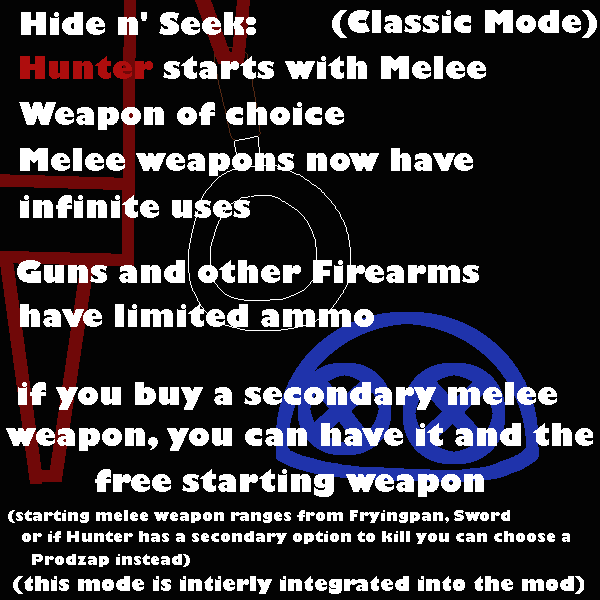 Hide n' Seek: (Classic Mode)
Hunter starts with Melee
Weapon of choice
Melee weapons now have
infinite uses
Guns and other Firearms
have limited ammo
if you buy a secondary melee
weapon, you can have it and the
free starting weapon
(starting melee weapon ranges from Fryingpan, Sword
or if Hunter has a secondary option to kill you can choose a
Prodzap instead)
(this mode is intierly integrated into the mod)